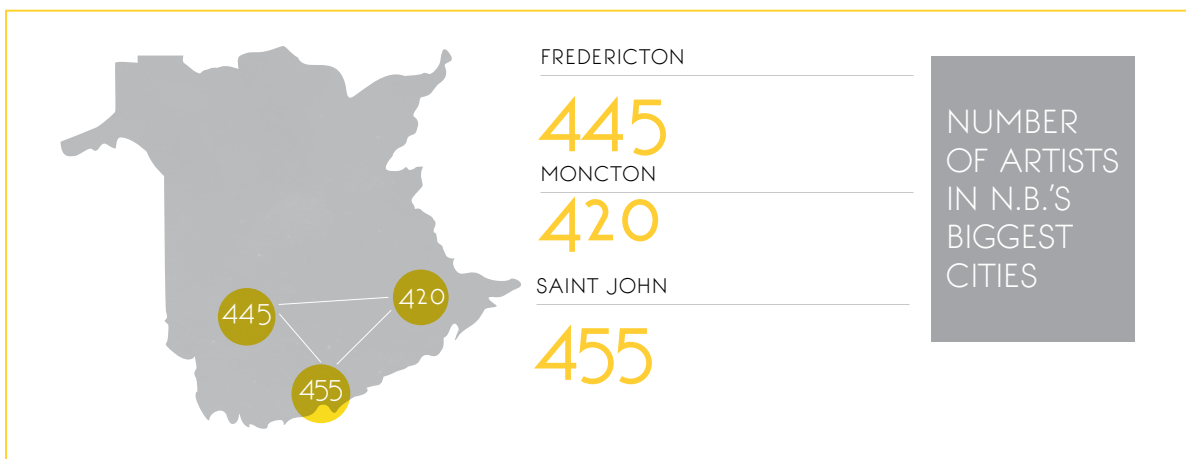 FREDERICTON
445
MONCTON
420
SAINT JOHN
455
NUMBER
OF ARTISTS
IN N.B.'S
BIGGEST
CITIES
445
420
455